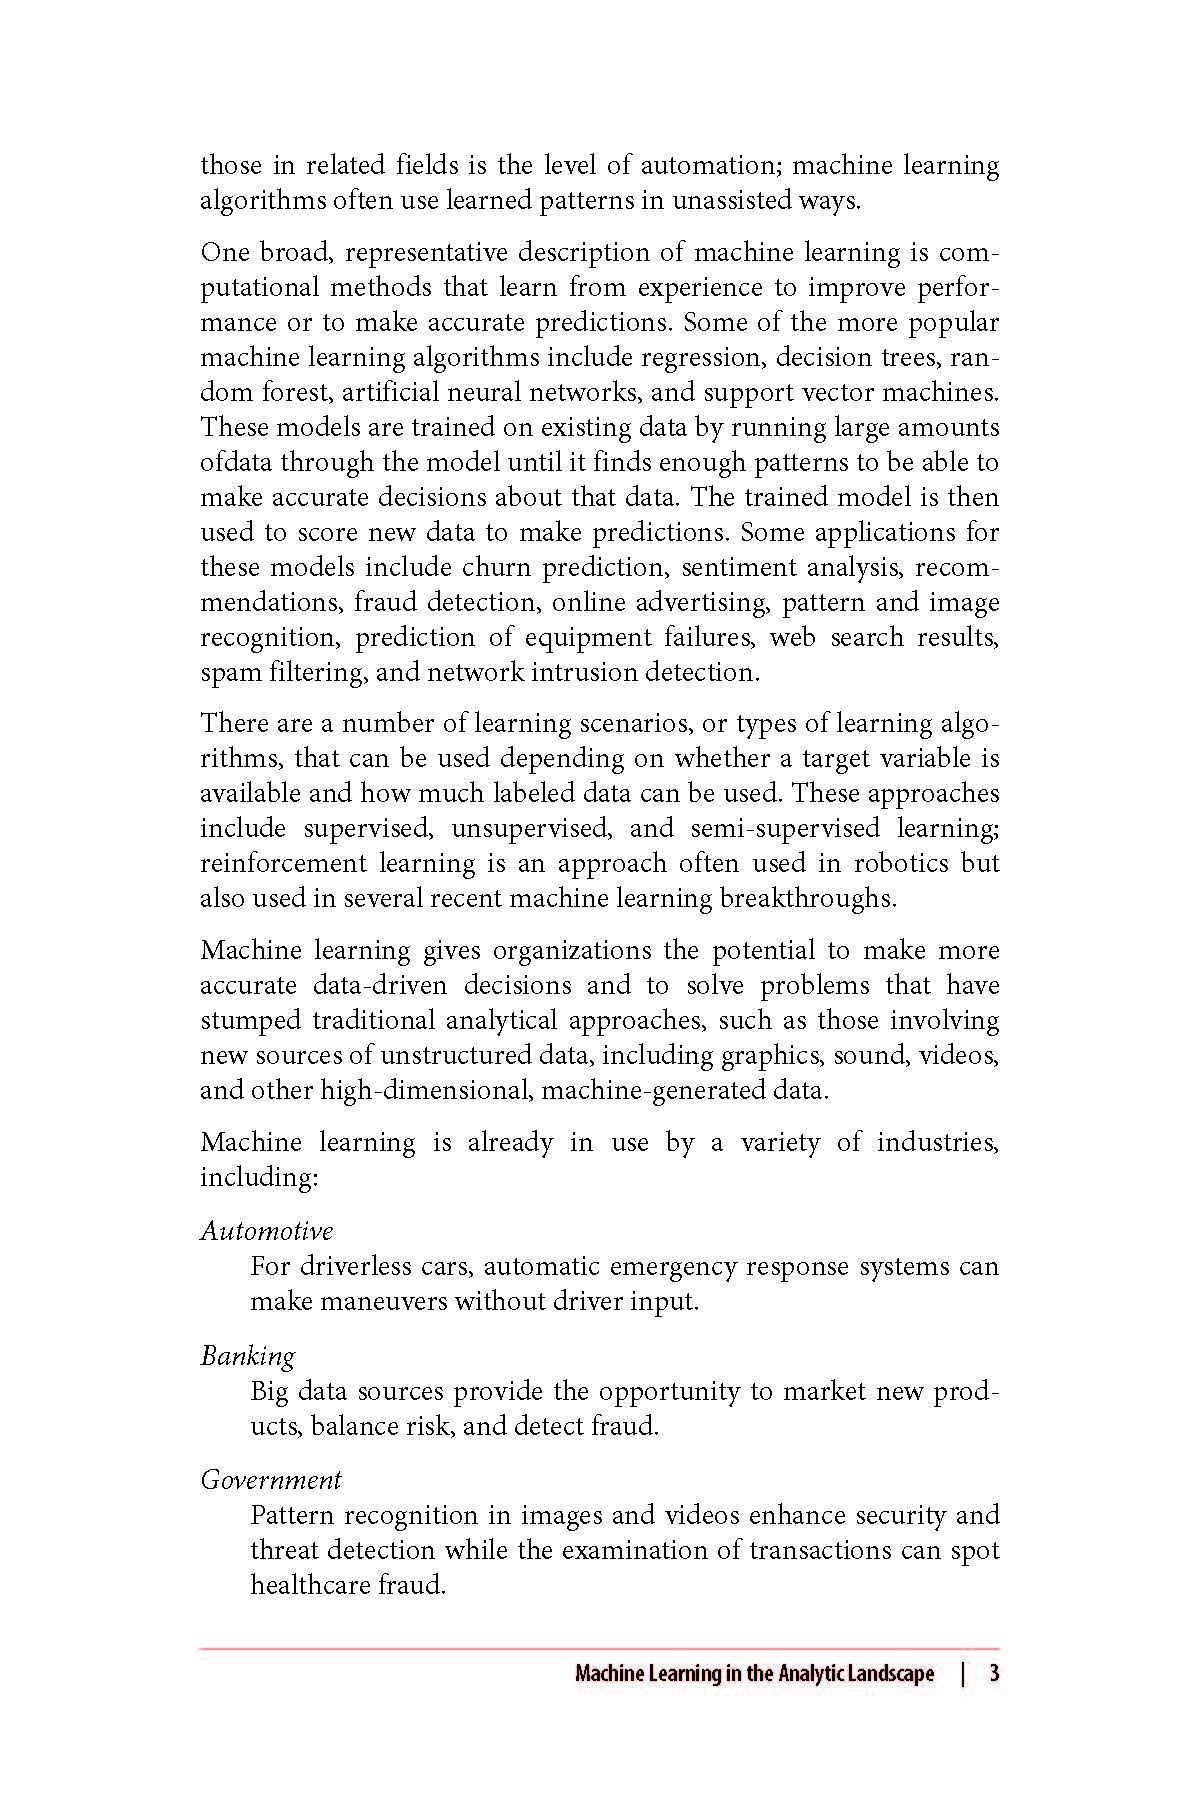 those in related fields is the level of automation; machine learning
algorithms often use learned patterns in unassisted ways.
One broad, representative description of machine learning is com-
putational methods that learn from experience to improve perfor-
mance or to make accurate predictions. Some of the more popular
machine learning algorithms include regression, decision trees, ran-
dom forest, artificial neural networks, and support vector machines.
These models are trained on existing data by running large amounts
ofdata through the model until it finds enough patterns to be able to
make accurate decisions about that data. The trained model is then
used to score new data to make predictions. Some applications for
these models include churn prediction, sentiment analysis, recom-
mendations, fraud detection, online advertising, pattern and image
recognition, prediction of equipment failures, web search results,
spam filtering, and network intrusion detection.
There are a number of learning scenarios, or types of learning algo-
rithms, that can be used depending on whether a target variable is
available and how much labeled data can be used. These approaches
include supervised, unsupervised, and semi-supervised learning;
reinforcement learning is an approach often used in robotics but
also used in several recent machine learning breakthroughs.
Machine learning gives organizations the potential to make more
accurate data-driven decisions and to solve problems that have
stumped traditional analytical approaches, such as those involving
new sources of unstructured data, including graphics, sound, videos,
and other high-dimensional, machine-generated data.
Machine learning is already in use by a variety of industries,
including:
Automotive
For driverless cars, automatic emergency response systems can
make maneuvers without driver input.
Banking
Big data sources provide the opportunity to market new prod-
ucts, balance risk, and detect fraud.
Government
Pattern recognition in images and videos enhance security and
threat detection while the examination of transactions can spot
healthcare fraud.
Machine Learning in the Analytic Landscape | 3